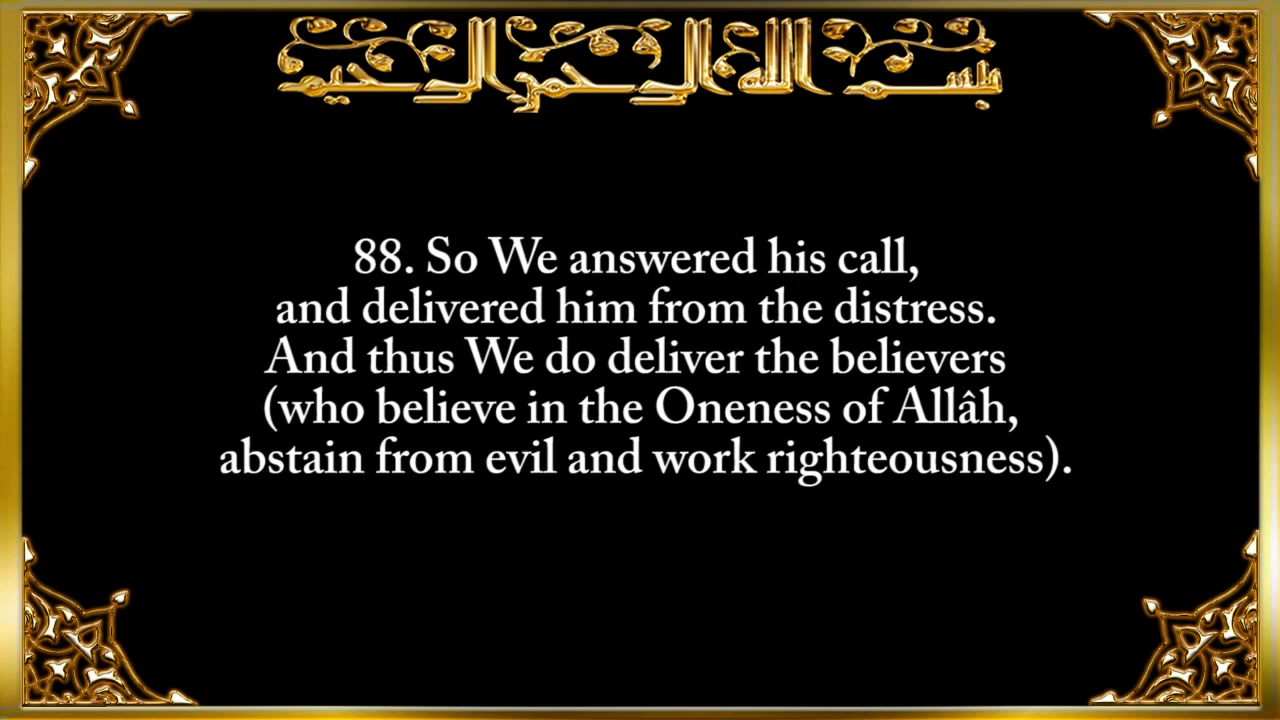 بسم الله الرحمن الرحيم
88. So We answered his call,
and delivered him from the distress.
And thus We do deliver the believers
(who believe in the Oneness of Allâh,
abstain from evil and work righteousness).